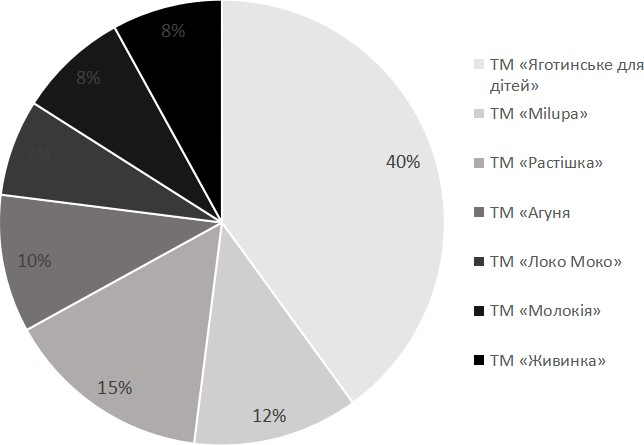 8%
8%
7%
40%
10%
15%
12%
ТМ «Яготинське для
дітей»
ТМ «Milupa»
ТМ «Растішка»
ТМ «Агуня
ТМ «Локо Моко»
ТМ «Молокія»
ТМ «Живинка»